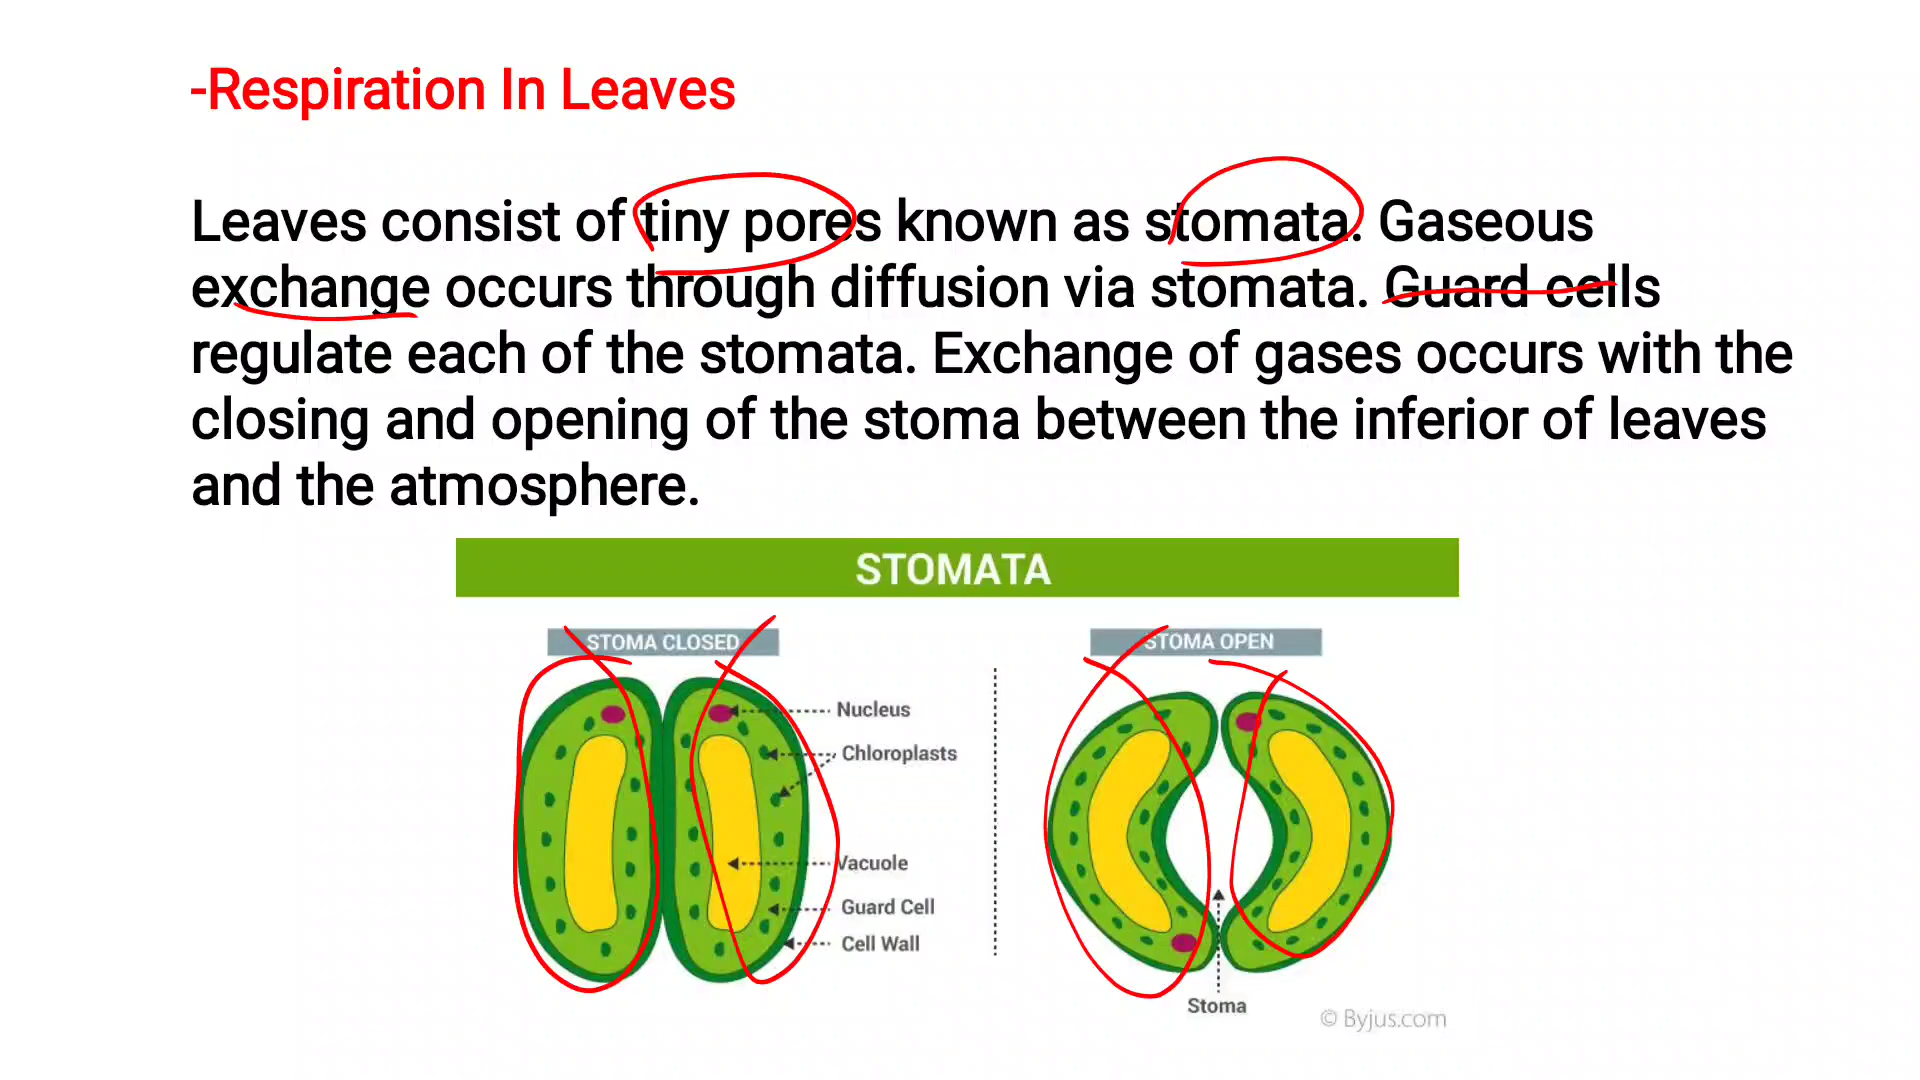 -Respiration In Leaves
Leaves consist of tiny pores known as stomata. Gaseous
exchange occurs through diffusion via stomata. Guard cells
regulate each of the stomata. Exchange of gases occurs with the
closing and opening of the stoma between the inferior of leaves
and the atmosphere.
STOMATA
STOMA CLOSED
STOMA OPEN
Nucleus
Chloroplasts
Vacuole
Guard Cell
Cell Wall
Stoma
© Byjus.com